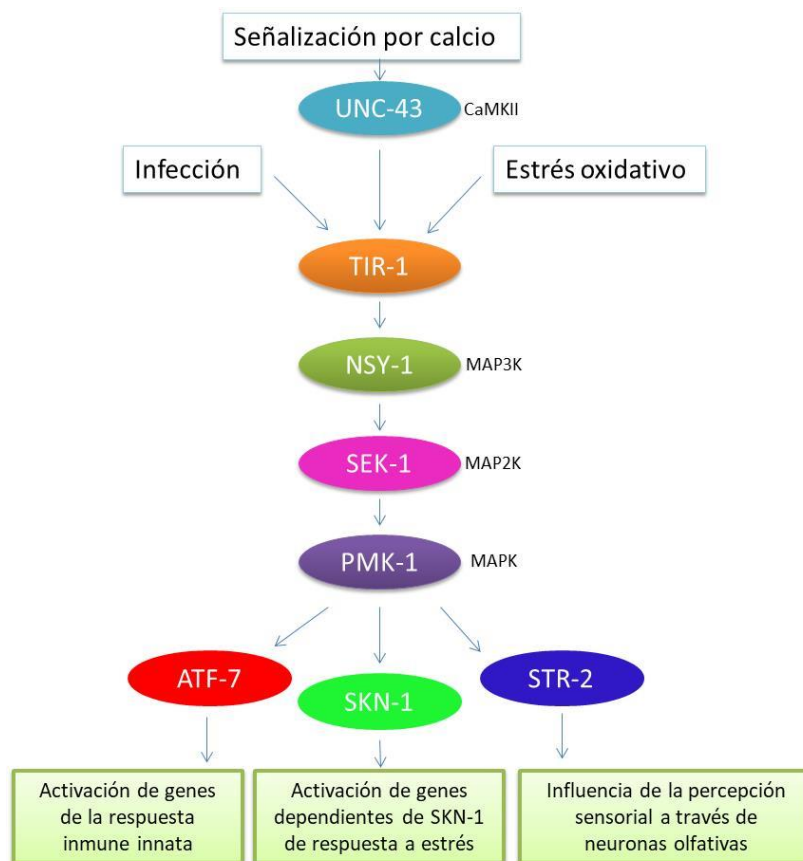 Señalización por calcio
UNC-43
CaMKII
Infección
Estrés oxidativo
TIR-1
NSY-1
MAP3K
SEK-1
MAP2K
PMK-1
MAPK
ATF-7
SKN-1
STR-2
Activación de genes
de la respuesta
inmune innata
Activación de genes
dependientes de SKN-1
de respuesta a estrés
Influencia de la percepción
sensorial a través de
neuronas olfativas